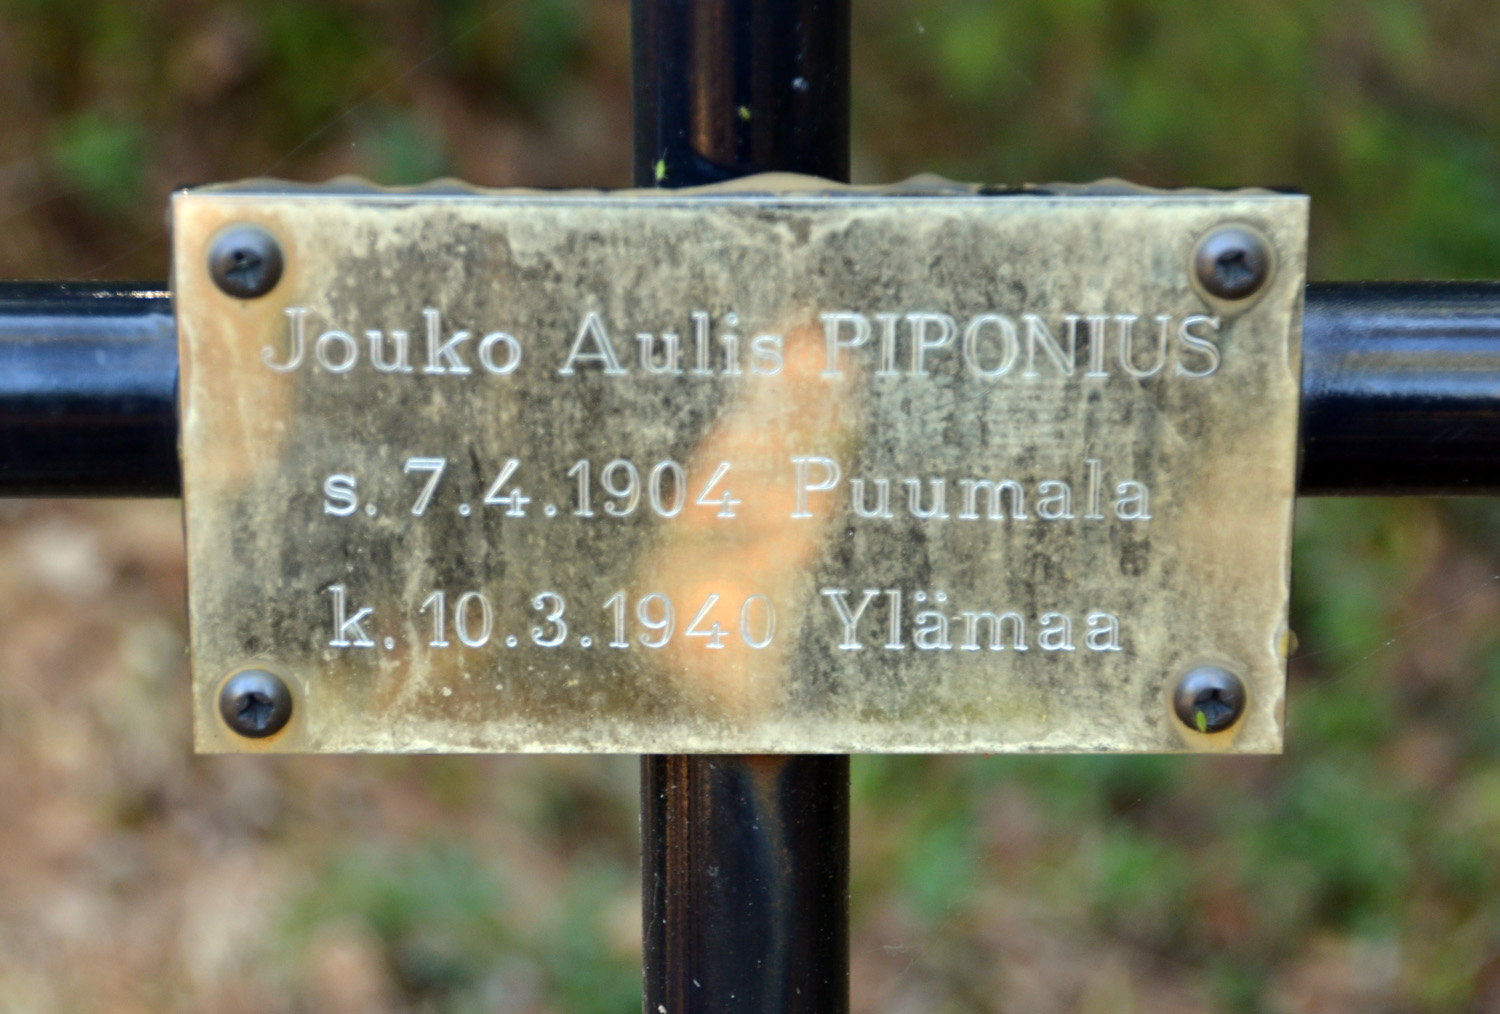 Jouko Aulis PIPONIUS
s. 7.4.1904 Puumala
k. 10.3.1940 Ylämaa